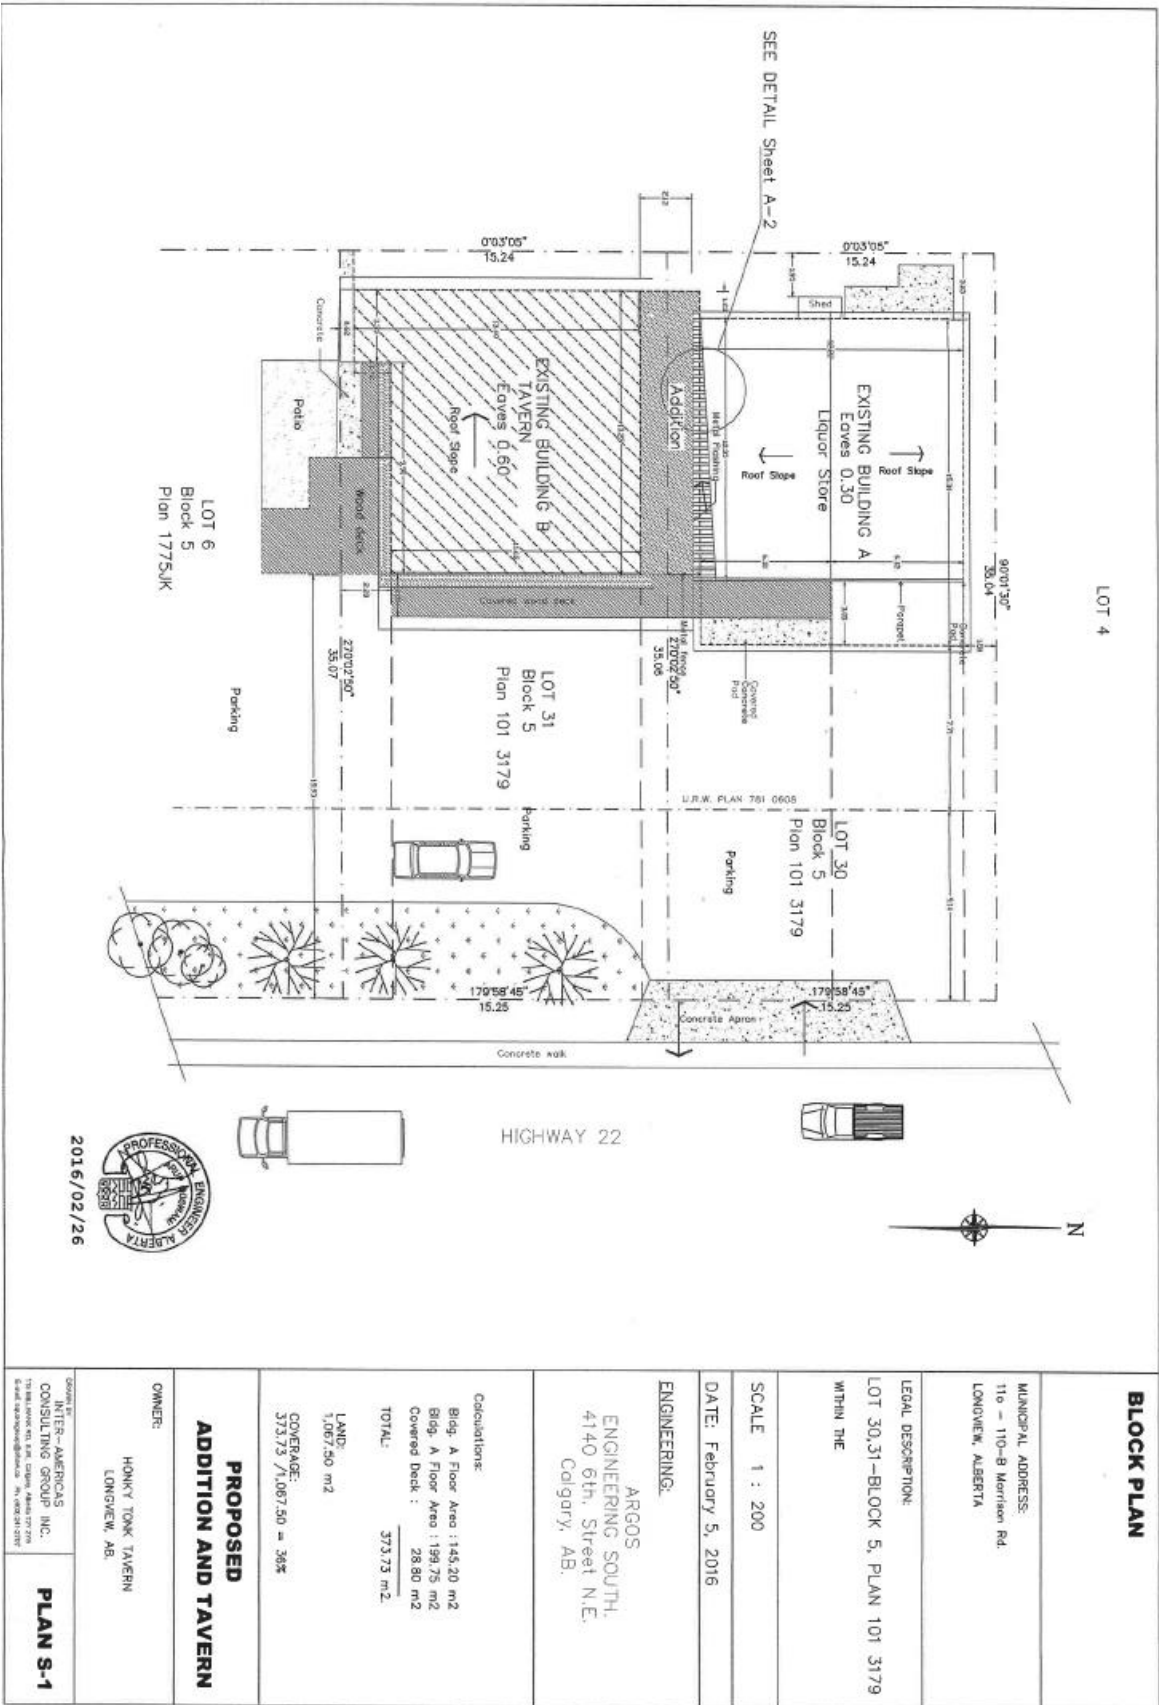 BLOCK PLAN
MUNICIPAL ADDRESS:
LONGVIEW, ALBERTA
LEGAL DESCRIPTION:
LOT 30,31-BLOCK 5, PLAN 101 3179
WITHIN THE
SCALE 1 : 200
DATE: February 5, 2016
ENGINEERING:
ARGOS
ENGINEERING SOUTH.
4140 6th. Street N.E.
Calgary, AB.
Calculations:
Bldg. A Floor Area : 145.20 m2
Bldg. A Floor Area : 199.75 m2
Covered Deck : 28.80 m2
TOTAL: 373.73 m2.
LAND:
1,067.50 m2
COVERAGE:
373.73 /1,067.50 = 36%
PROPOSED
ADDITION AND TAVERN
OWNER:
HONKY TONK TAVERN
LONGVIEW, AB.
DRAWN BY
INTER-AMERICAS
CONSULTING GROUP INC.
PLAN S-1
SEE DETAIL Sheet A-2
LOT 4
90°01'30"
35.04
0°03'05"
15.24
0°03'05"
15.24
Shed
EXISTING BUILDING A
Eaves 0.30
Liquor Store
Roof Slope
Roof Slope
Metal Flashing
Addition
EXISTING BUILDING B
TAVERN
Eaves 0.60
Roof Slope
Concrete
Patio
Wood deck
Covered wood deck
Parapet
Concrete
Pad
Covered
Concrete
Pad
Metal fence
270°02'50"
35.06
270°02'50"
35.07
LOT 6
Block 5
Plan 1775JK
LOT 31
Block 5
Plan 101 3179
LOT 30
Block 5
Plan 101 3179
U.R.W. PLAN 781 0608
Parking
Parking
Parking
179°58'45"
15.25
179°58'45"
15.25
Concrete Apron
Concrete walk
HIGHWAY 22
N
PROFESSIONAL ENGINEER
ALBERTA
2016/02/26